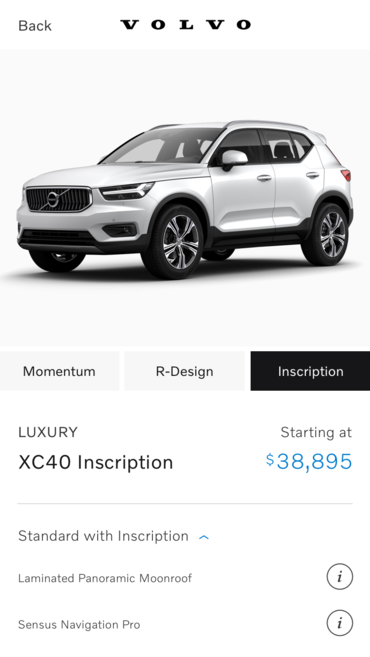 Back
VOLVO
Momentum
R-Design
Inscription
LUXURY
Starting at
XC40 Inscription
$38,895
Standard with Inscription
Laminated Panoramic Moonroof
i
Sensus Navigation Pro
i